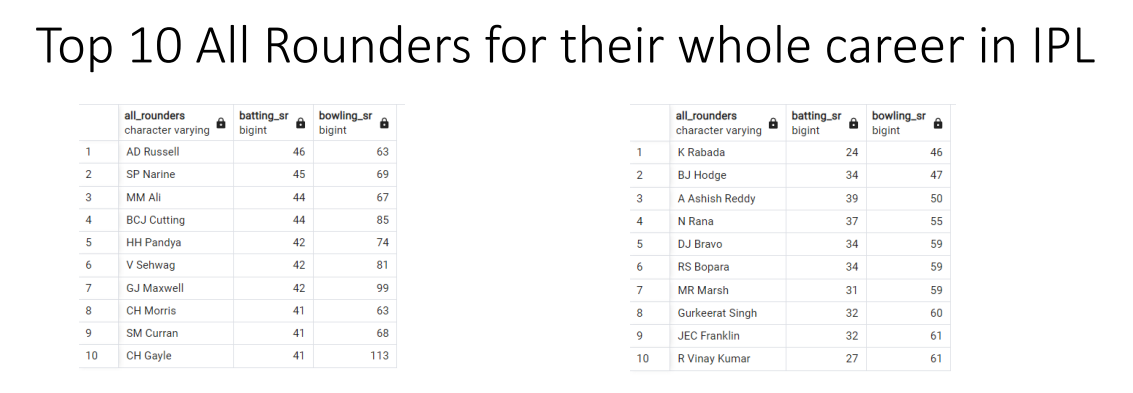 Top 10 All Rounders for their whole career in IPL
all_rounders character varying batting_sr bigint bowling_sr bigint
1 AD Russell 46 63
2 SP Narine 45 69
3 MM Ali 44 67
4 BCJ Cutting 44 85
5 HH Pandya 42 74
6 V Sehwag 42 81
7 GJ Maxwell 42 99
8 CH Morris 41 63
9 SM Curran 41 68
10 CH Gayle 41 113
all_rounders character varying batting_sr bigint bowling_sr bigint
1 K Rabada 24 46
2 BJ Hodge 34 47
3 A Ashish Reddy 39 50
4 N Rana 37 55
5 DJ Bravo 34 59
6 RS Bopara 34 59
7 MR Marsh 31 59
8 Gurkeerat Singh 32 60
9 JEC Franklin 32 61
10 R Vinay Kumar 27 61